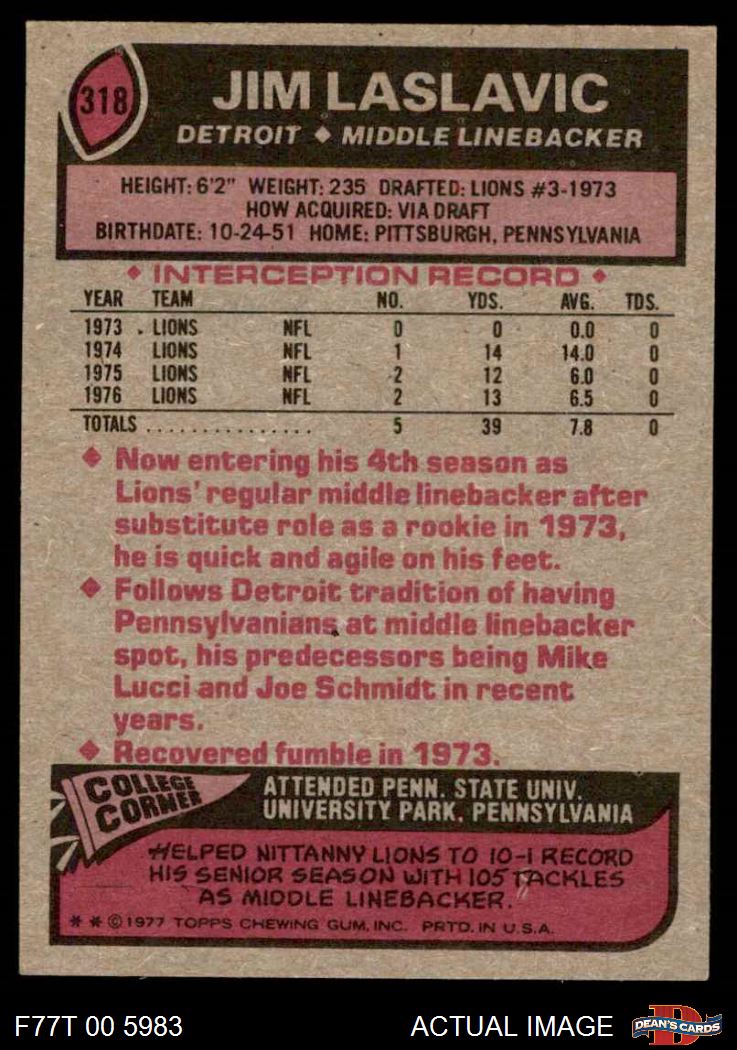 318
JIM LASLAVIC
DETROIT ◆ MIDDLE LINEBACKER
HEIGHT: 6'2" WEIGHT: 235 DRAFTED: LIONS #3-1973
HOW ACQUIRED: VIA DRAFT
BIRTHDATE: 10-24-51 HOME: PITTSBURGH, PENNSYLVANIA
◆ INTERCEPTION RECORD ◆
YEAR TEAM NO. YDS. AVG. TDS.
1973 LIONS NFL 0 0 0.0 0
1974 LIONS NFL 1 14 14.0 0
1975 LIONS NFL 2 12 6.0 0
1976 LIONS NFL 2 13 6.5 0
TOTALS ............... 5 39 7.8 0
◆ Now entering his 4th season as
Lions' regular middle linebacker after
substitute role as a rookie in 1973,
he is quick and agile on his feet.
◆ Follows Detroit tradition of having
Pennsylvanians at middle linebacker
spot, his predecessors being Mike
Lucci and Joe Schmidt in recent
years.
◆ Recovered fumble in 1973.
COLLEGE
CORNER
ATTENDED PENN. STATE UNIV.
UNIVERSITY PARK, PENNSYLVANIA
HELPED NITTANNY LIONS TO 10-1 RECORD
HIS SENIOR SEASON WITH 105 TACKLES
AS MIDDLE LINEBACKER.
* * © 1977 TOPPS CHEWING GUM, INC. PRTD. IN U.S.A.
F77T 00 5983
ACTUAL IMAGE
DEAN'S CARDS